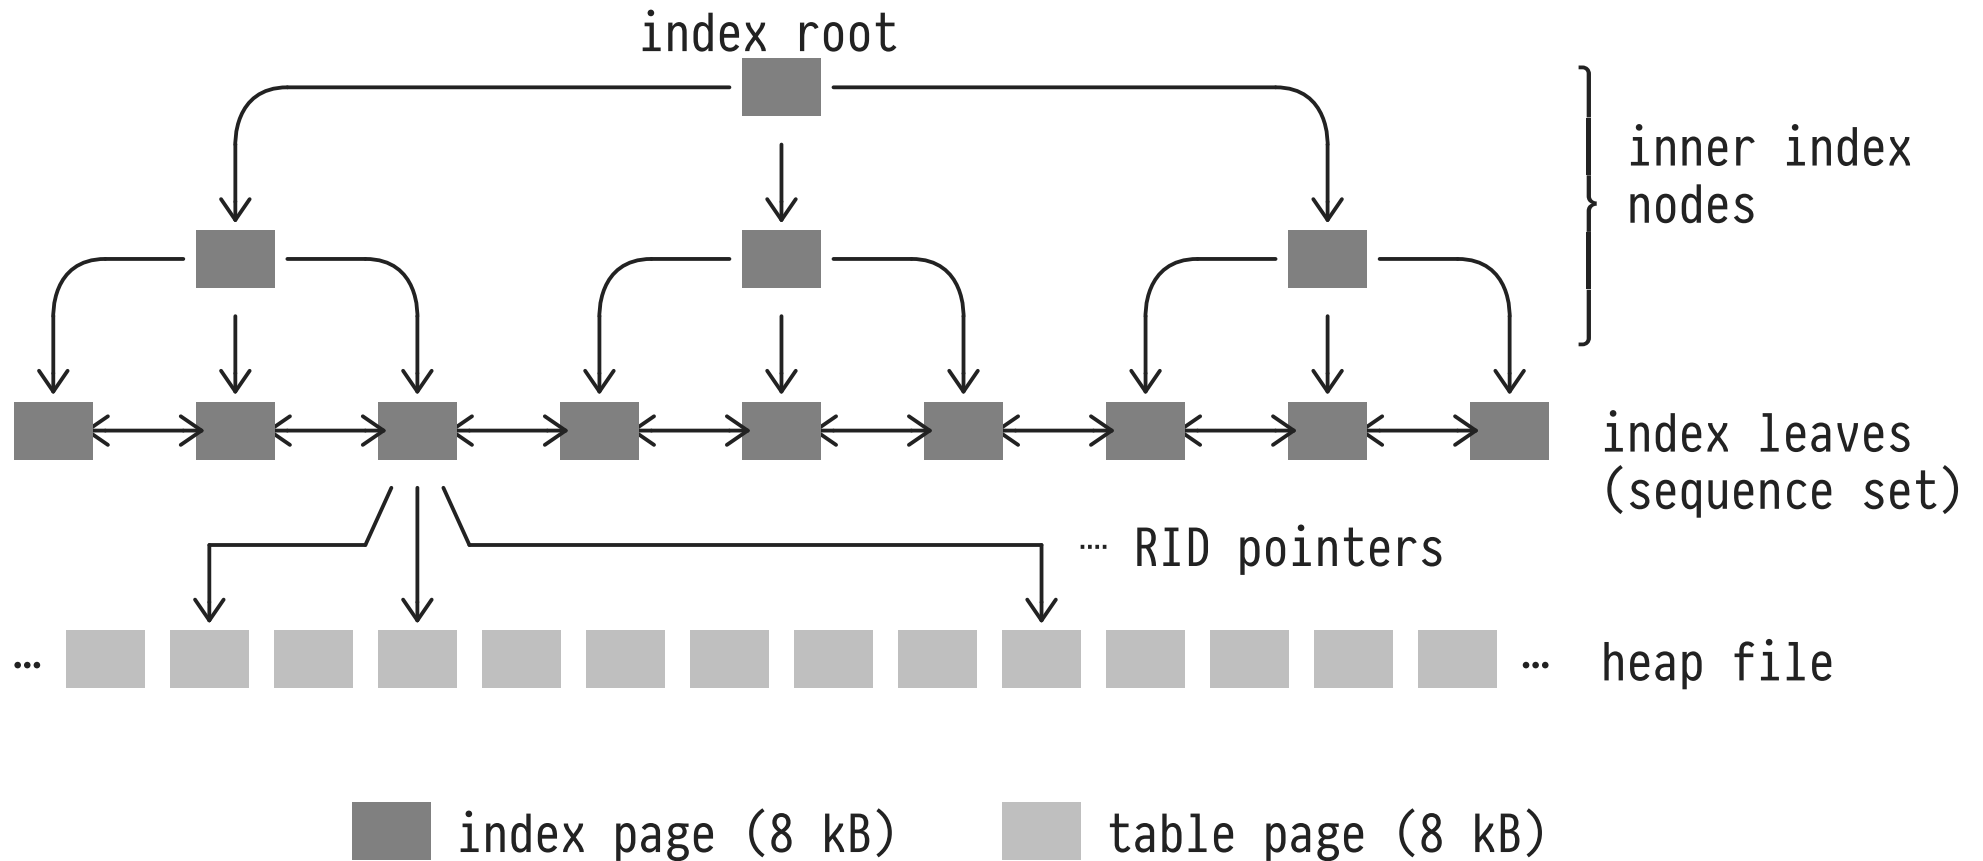 index root
inner index
nodes
index leaves
(sequence set)
···· RID pointers
… … heap file
index page (8 kB) table page (8 kB)